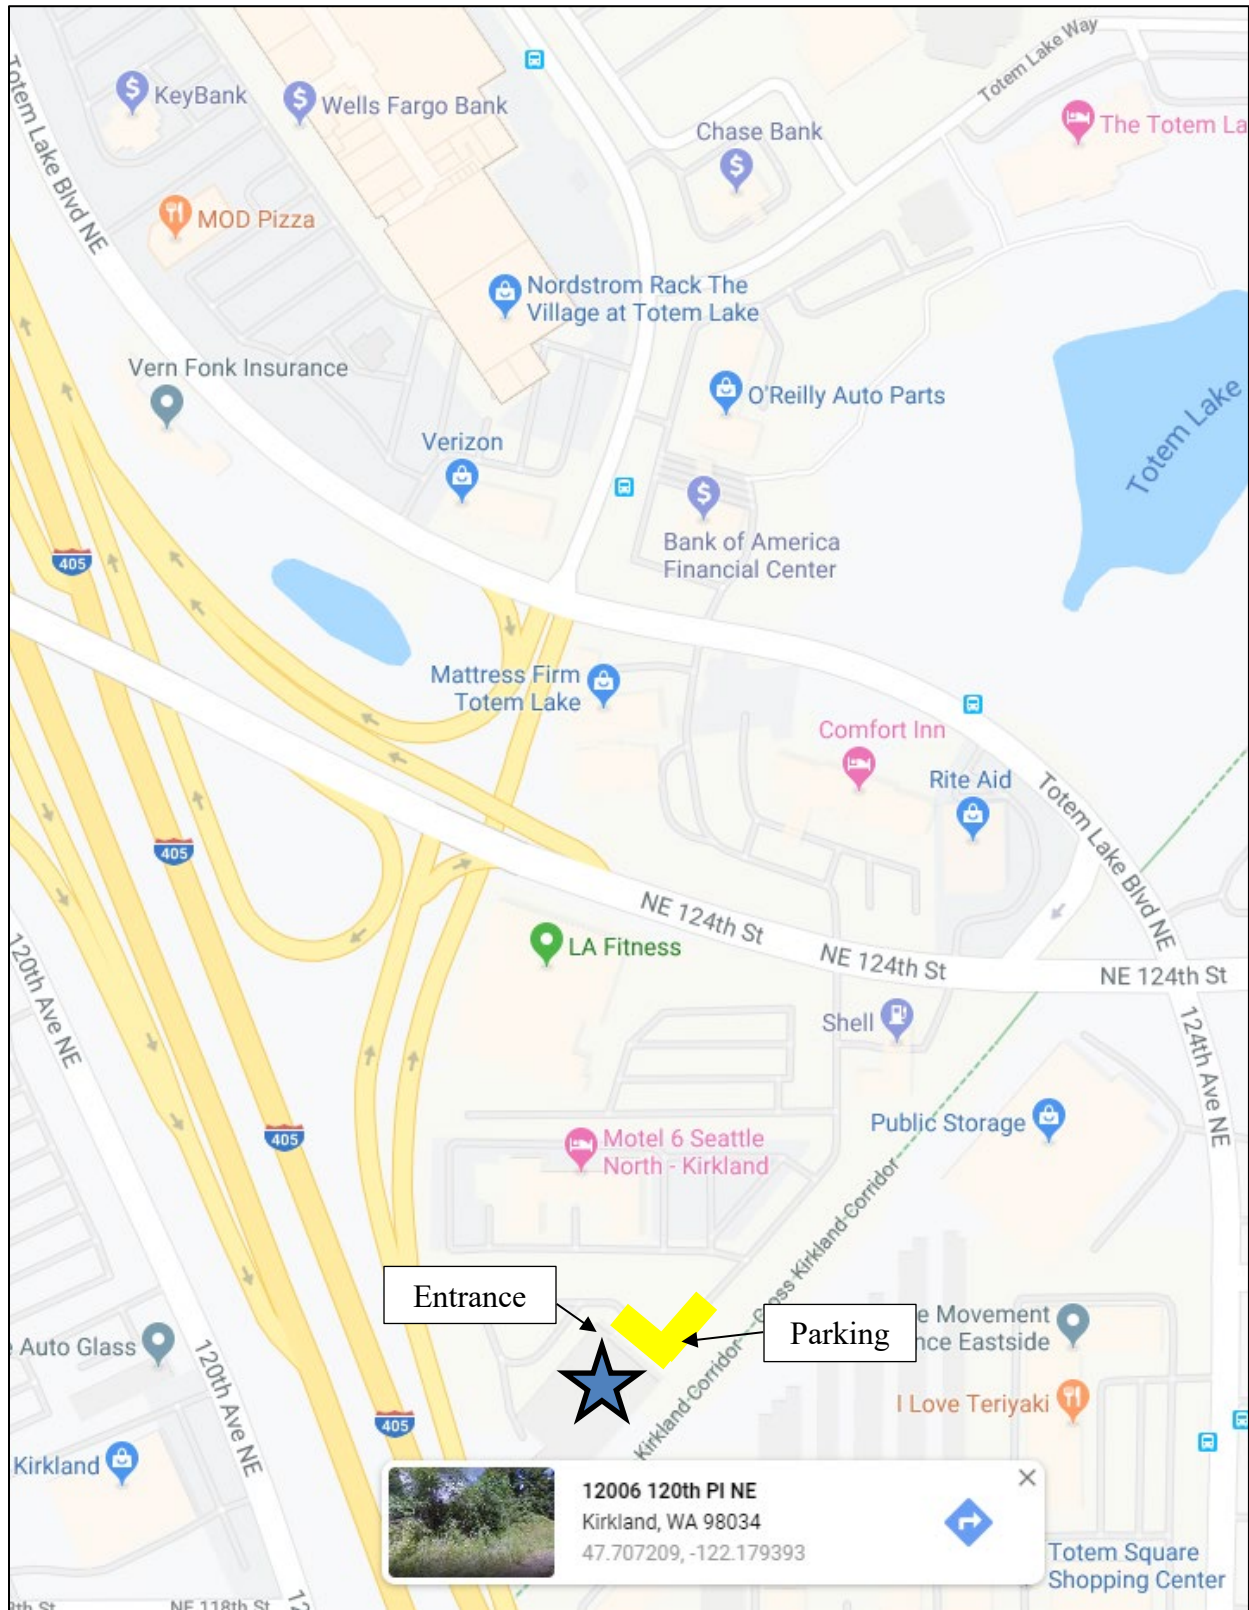 Totem Lake Way
KeyBank
Wells Fargo Bank
Chase Bank
The Totem La
Totem Lake Blvd NE
MOD Pizza
Nordstrom Rack The
Village at Totem Lake
Vern Fonk Insurance
O'Reilly Auto Parts
Totem Lake
Verizon
Bank of America
Financial Center
405
Mattress Firm
Totem Lake
Comfort Inn
Rite Aid
Totem Lake Blvd NE
405
NE 124th St
NE 124th St
NE 124th St
LA Fitness
120th Ave NE
Shell
124th Ave NE
405
Public Storage
Motel 6 Seattle
North - Kirkland
Cross Kirkland Corridor
Entrance
Parking
e Movement
nce Eastside
Auto Glass
120th Ave NE
I Love Teriyaki
405
Kirkland-Corridor
Kirkland
12006 120th Pl NE
Kirkland, WA 98034
47.707209, -122.179393
Totem Square
Shopping Center
8th St
NE 118th St
12